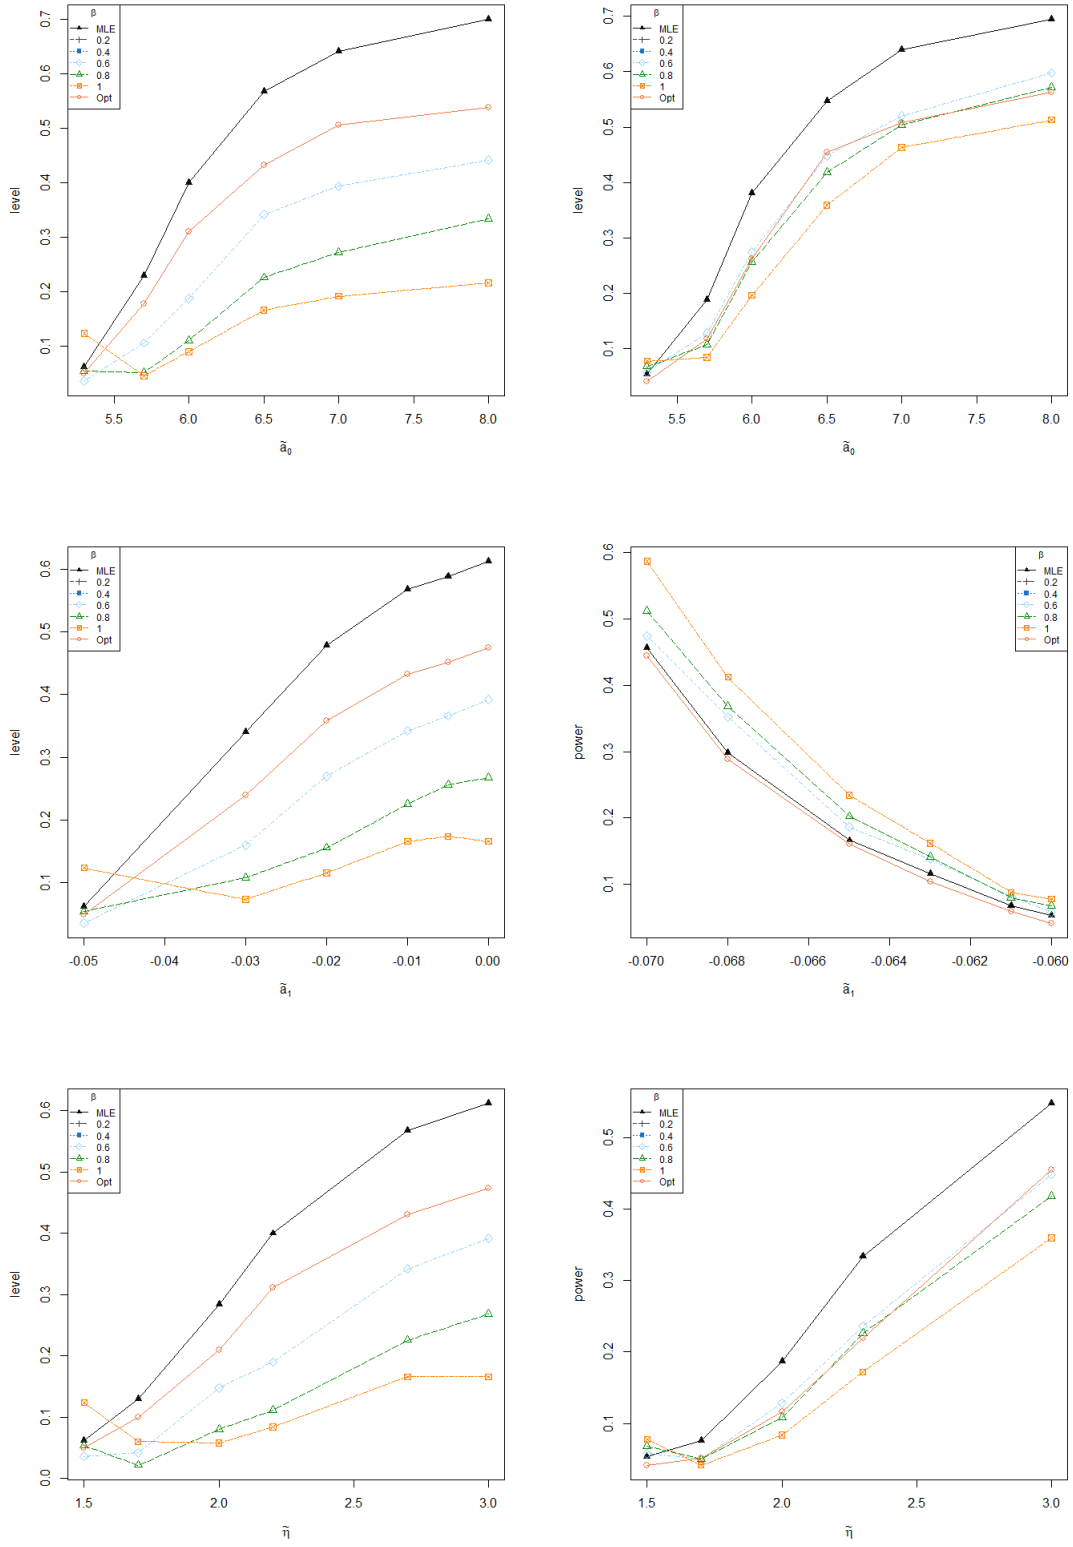 β
MLE
0.2
0.4
0.6
0.8
1
Opt
level
0.1 0.2 0.3 0.4 0.5 0.6 0.7
5.5 6.0 6.5 7.0 7.5 8.0
ã₀
β
MLE
0.2
0.4
0.6
0.8
1
Opt
level
0.1 0.2 0.3 0.4 0.5 0.6 0.7
5.5 6.0 6.5 7.0 7.5 8.0
ã₀
β
MLE
0.2
0.4
0.6
0.8
1
Opt
level
0.1 0.2 0.3 0.4 0.5 0.6
-0.05 -0.04 -0.03 -0.02 -0.01 0.00
ã₁
β
MLE
0.2
0.4
0.6
0.8
1
Opt
power
0.1 0.2 0.3 0.4 0.5 0.6
-0.070 -0.068 -0.066 -0.064 -0.062 -0.060
ã₁
β
MLE
0.2
0.4
0.6
0.8
1
Opt
level
0.0 0.1 0.2 0.3 0.4 0.5 0.6
1.5 2.0 2.5 3.0
η̃
β
MLE
0.2
0.4
0.6
0.8
1
Opt
power
0.1 0.2 0.3 0.4 0.5
1.5 2.0 2.5 3.0
η̃